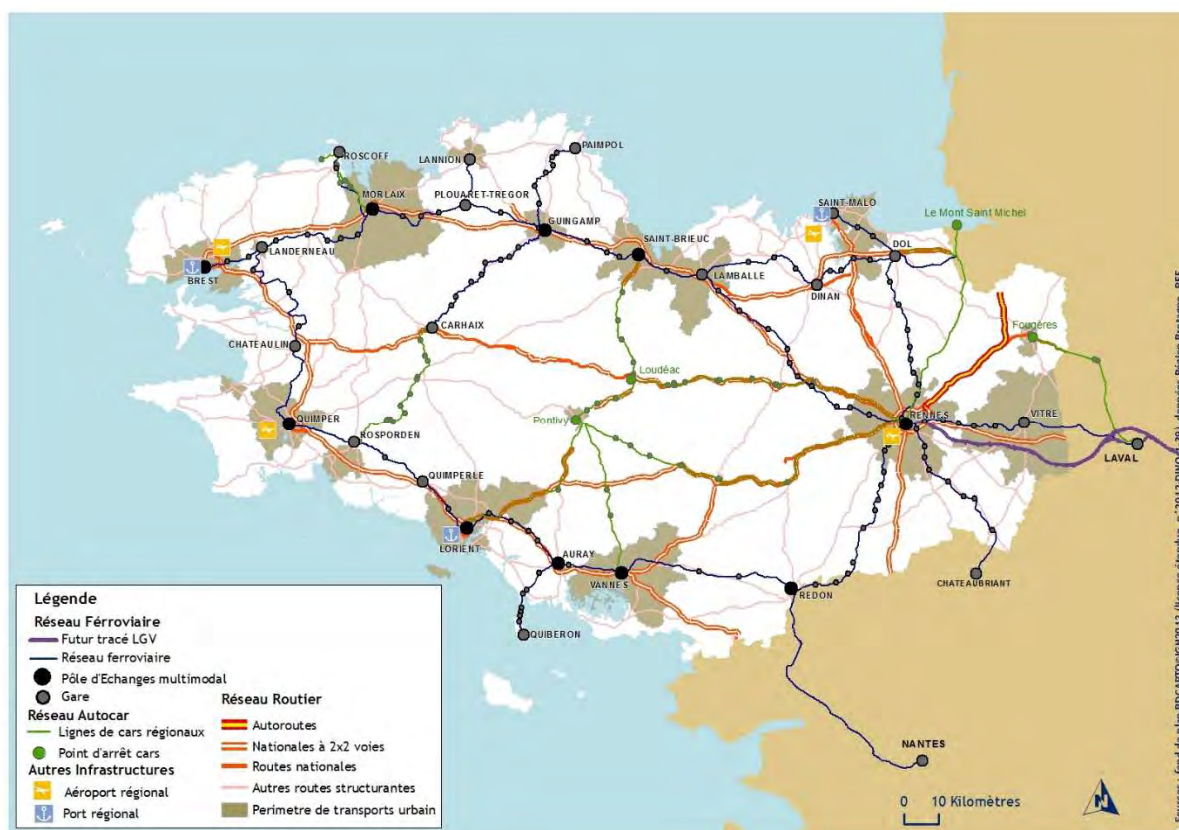 ROSCOFF
LANNION
PAIMPOL
MORLAIX
PLOUARET-TREGOR
GUINGAMP
SAINT-MALO
Le Mont Saint Michel
LANDERNEAU
BREST
SAINT-BRIEUC
LAMBALLE
DOL
DINAN
CARHAIX
CHATEAULIN
Fougères
Loudéac
QUIMPER
ROSPORDEN
Pontivy
RENNES
VITRE
LAVAL
QUIMPERLE
LORIENT
AURAY
VANNES
REDON
CHATEAUBRIANT
QUIBERON
NANTES
Légende
Réseau Férroviaire
Futur tracé LGV
Réseau ferroviaire
Pôle d'Echanges multimodal
Gare
Réseau Autocar
Lignes de cars régionaux
Point d'arrêt cars
Autres Infrastructures
Aéroport régional
Port régional
Réseau Routier
Autoroutes
Nationales à 2x2 voies
Routes nationales
Autres routes structurantes
Perimetre de transports urbain
0 10 Kilomètres
N